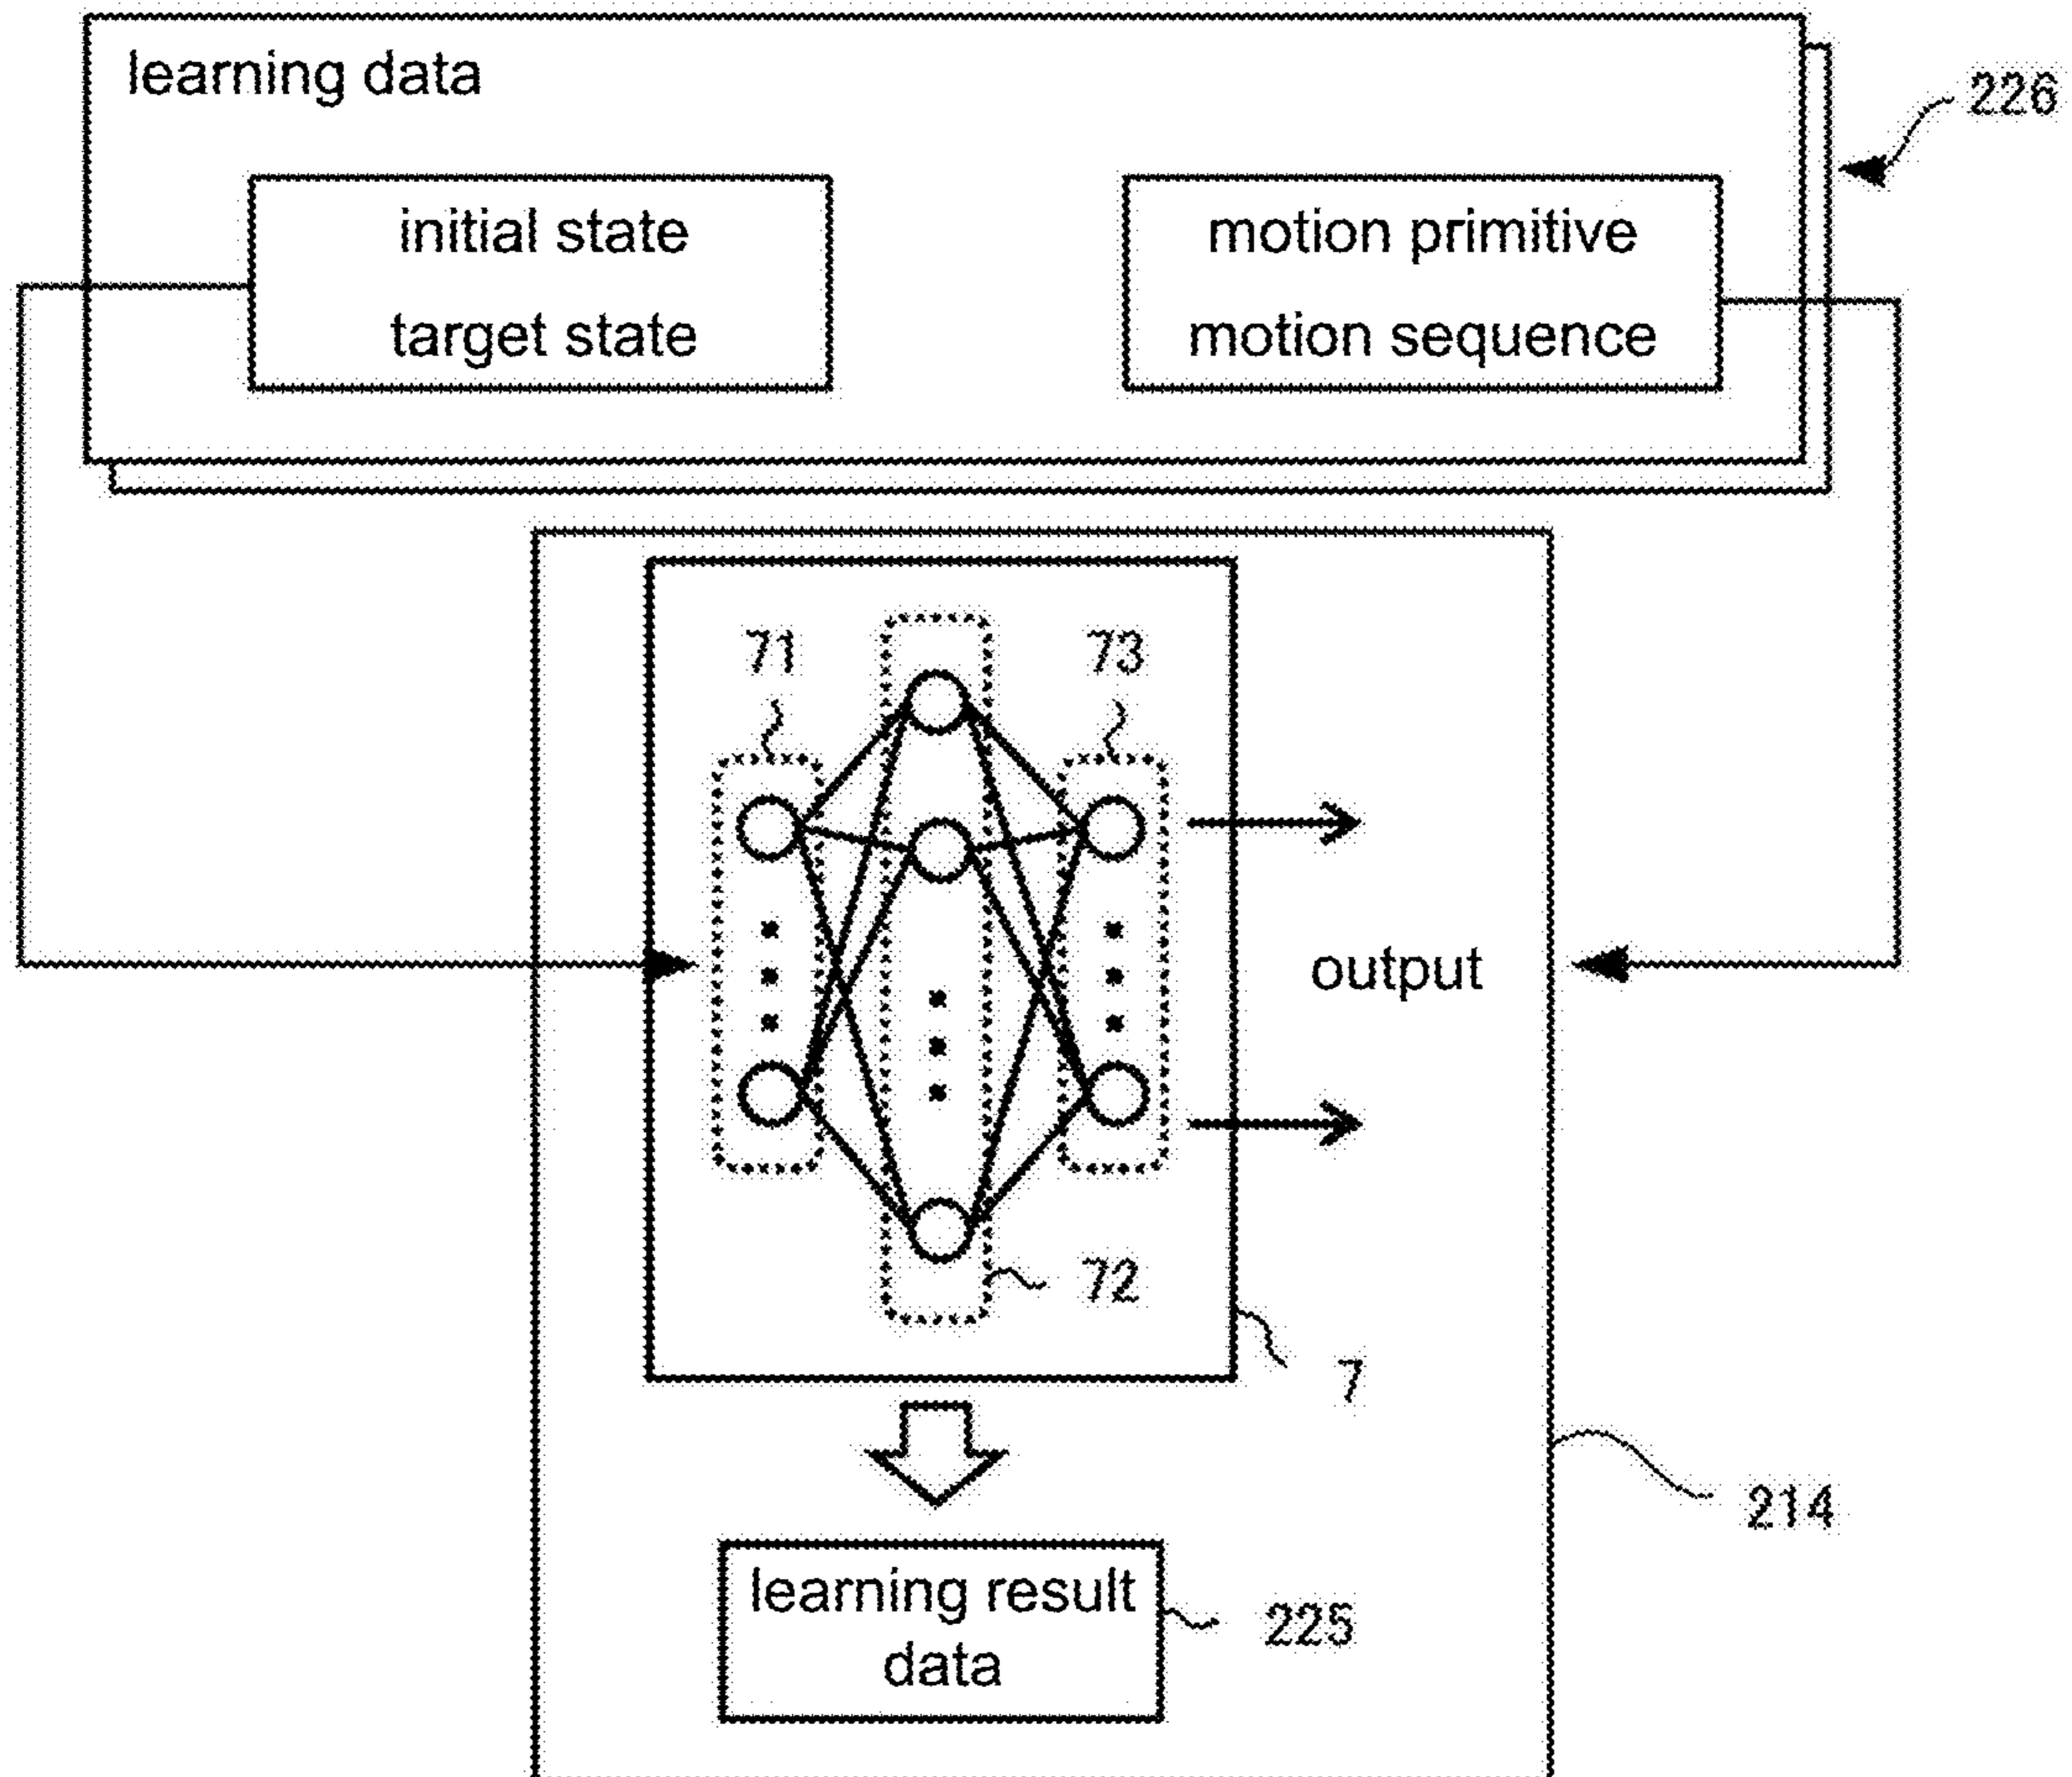 learning data
226
initial state
target state
motion primitive
motion sequence
71
73
output
72
7
214
learning result
data
225